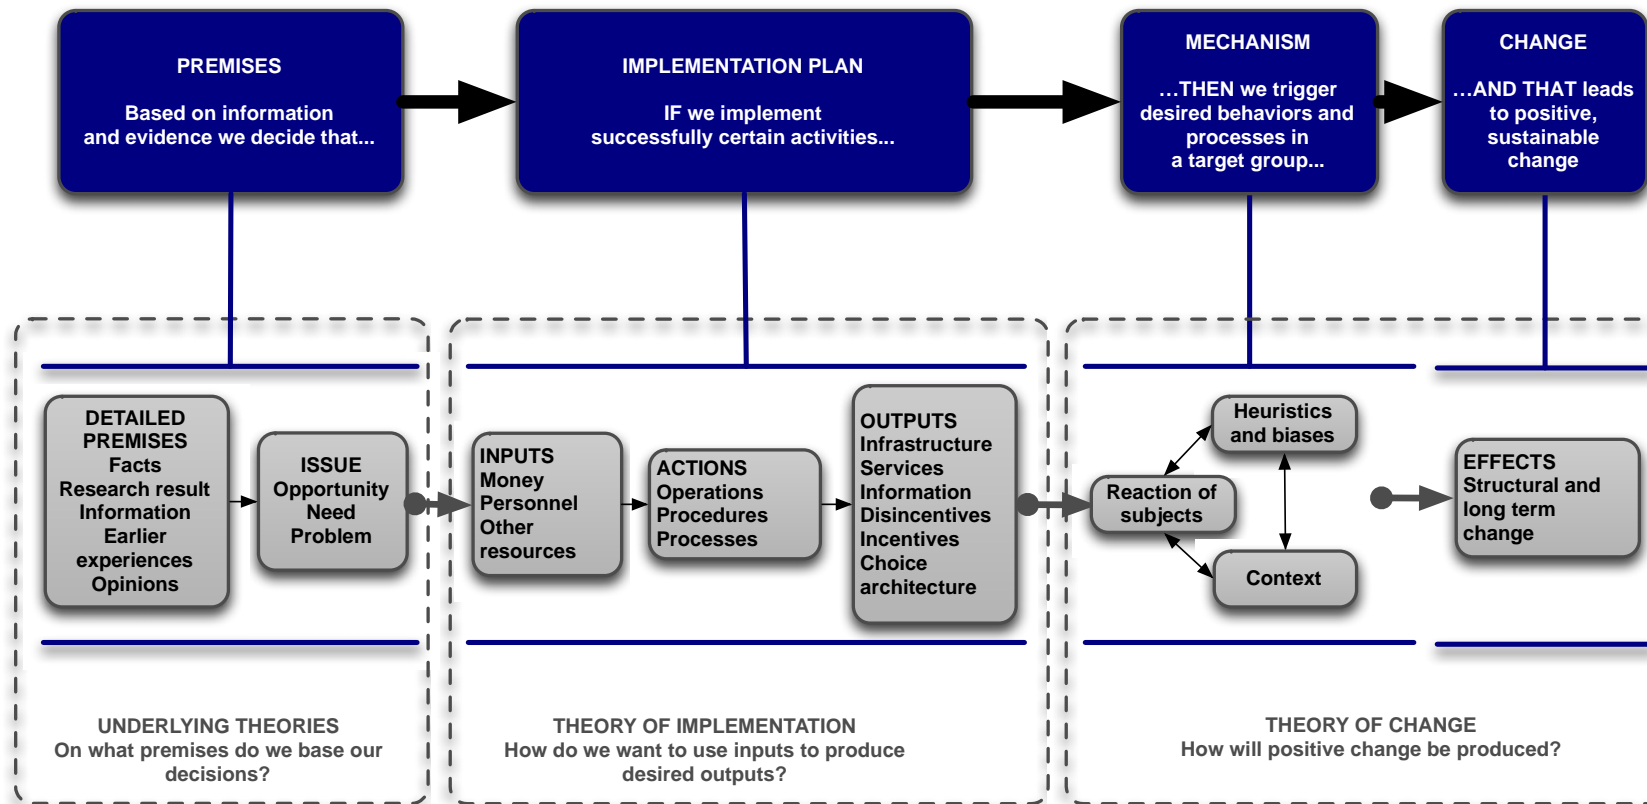 PREMISES
Based on information
and evidence we decide that...
IMPLEMENTATION PLAN
IF we implement
successfully certain activities...
MECHANISM
...THEN we trigger
desired behaviors and
processes in
a target group...
CHANGE
...AND THAT leads
to positive,
sustainable
change
DETAILED
PREMISES
Facts
Research result
Information
Earlier
experiences
Opinions
ISSUE
Opportunity
Need
Problem
INPUTS
Money
Personnel
Other
resources
ACTIONS
Operations
Procedures
Processes
OUTPUTS
Infrastructure
Services
Information
Disincentives
Incentives
Choice
architecture
Heuristics
and biases
Reaction of
subjects
Context
EFFECTS
Structural and
long term
change
UNDERLYING THEORIES
On what premises do we base our
decisions?
THEORY OF IMPLEMENTATION
How do we want to use inputs to produce
desired outputs?
THEORY OF CHANGE
How will positive change be produced?